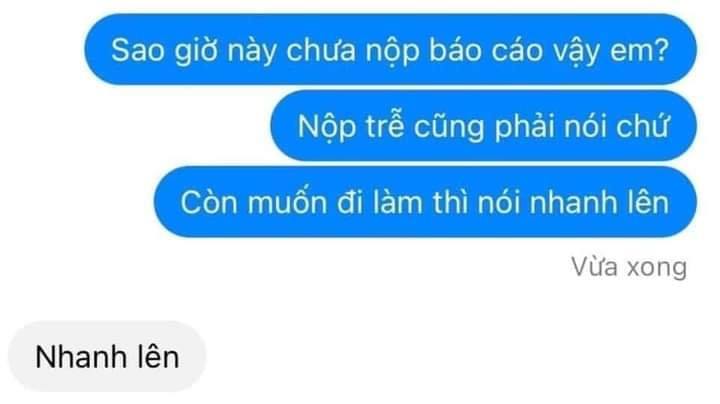 Sao giờ này chưa nộp báo cáo vậy em?
Nộp trễ cũng phải nói chứ
Còn muốn đi làm thì nói nhanh lên
Vừa xong
Nhanh lên